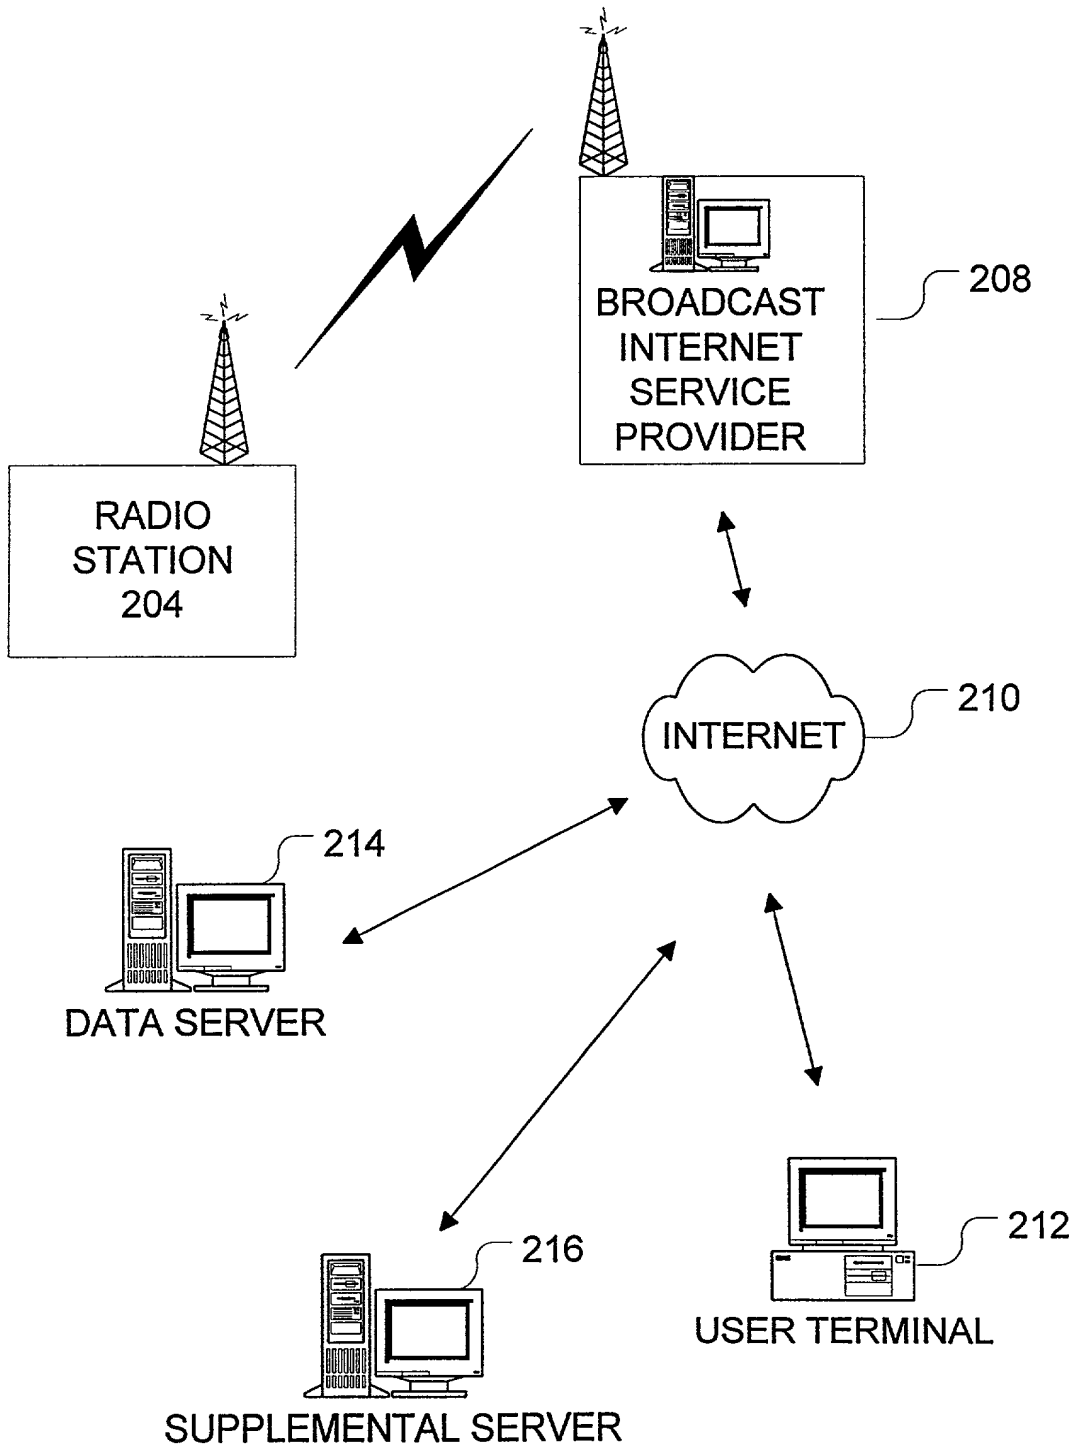 BROADCAST
INTERNET
SERVICE
PROVIDER
208
RADIO
STATION
204
INTERNET
210
214
DATA SERVER
216
SUPPLEMENTAL SERVER
212
USER TERMINAL